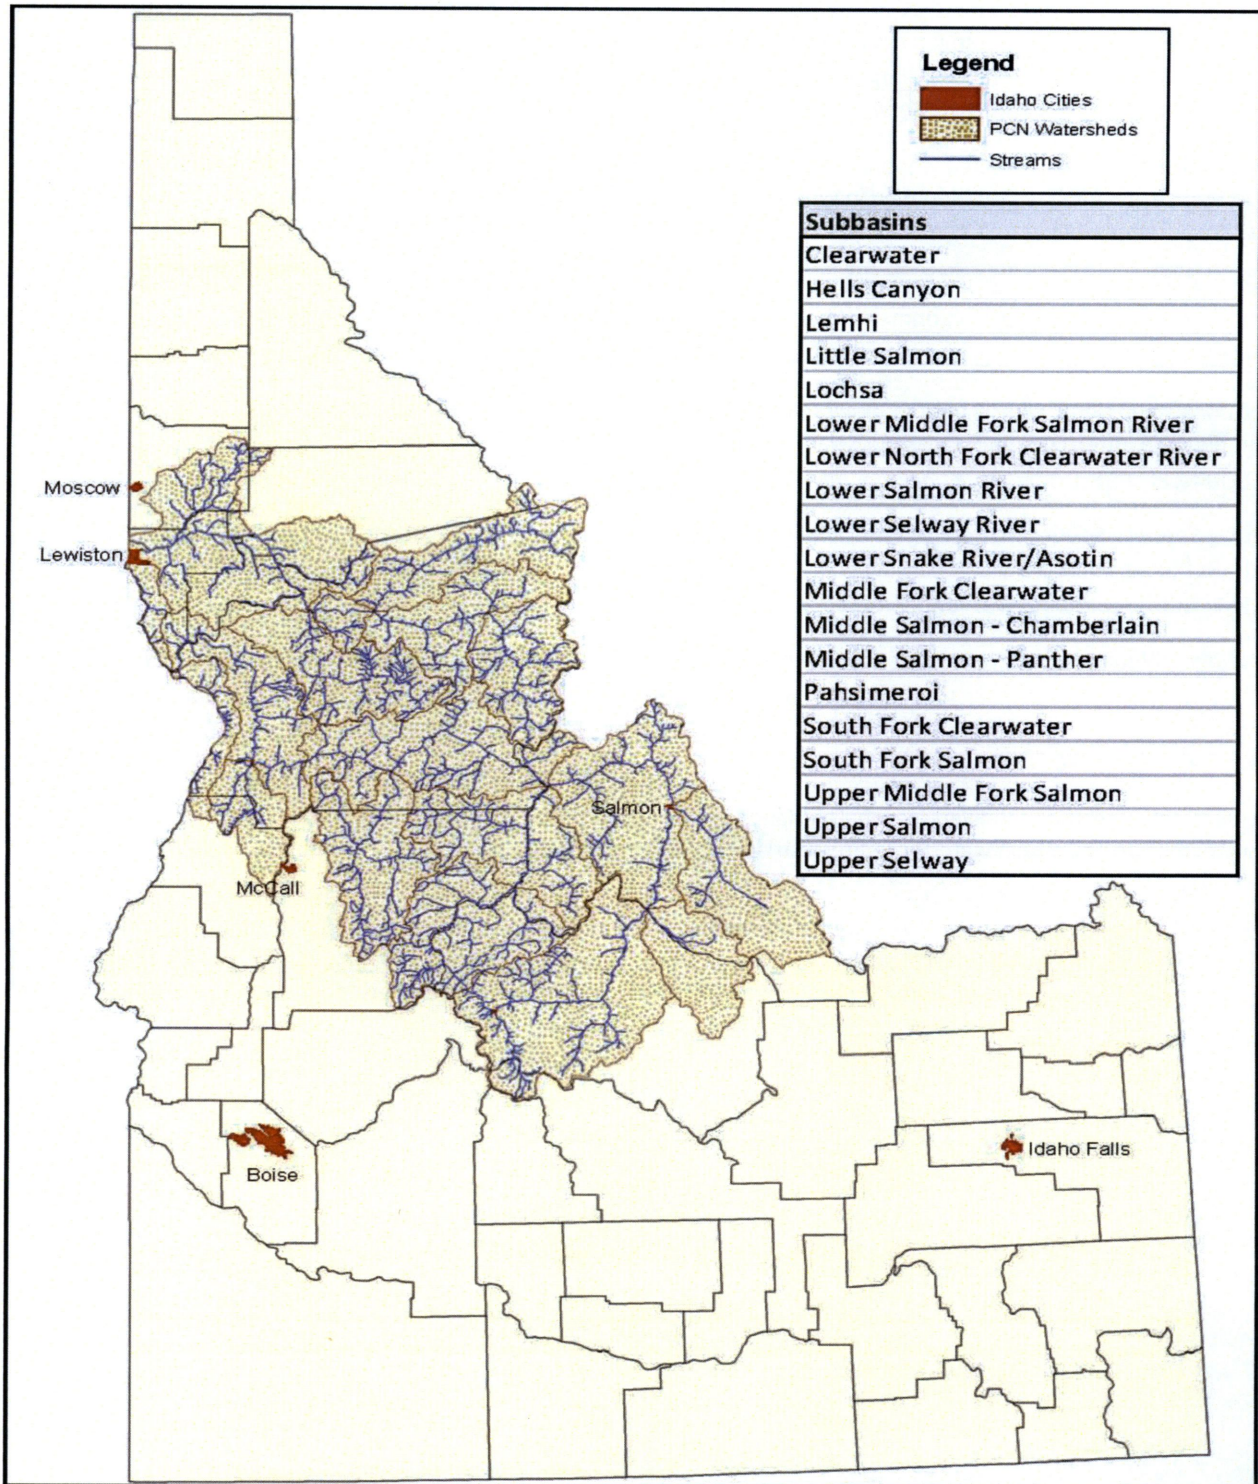 Legend
Idaho Cities
PCN Watersheds
Streams
Subbasins
Clearwater
Hells Canyon
Lemhi
Little Salmon
Lochsa
Lower Middle Fork Salmon River
Lower North Fork Clearwater River
Lower Salmon River
Lower Selway River
Lower Snake River/Asotin
Middle Fork Clearwater
Middle Salmon - Chamberlain
Middle Salmon - Panther
Pahsimeroi
South Fork Clearwater
South Fork Salmon
Upper Middle Fork Salmon
Upper Salmon
Upper Selway
Moscow
Lewiston
Salmon
McCall
Boise
Idaho Falls